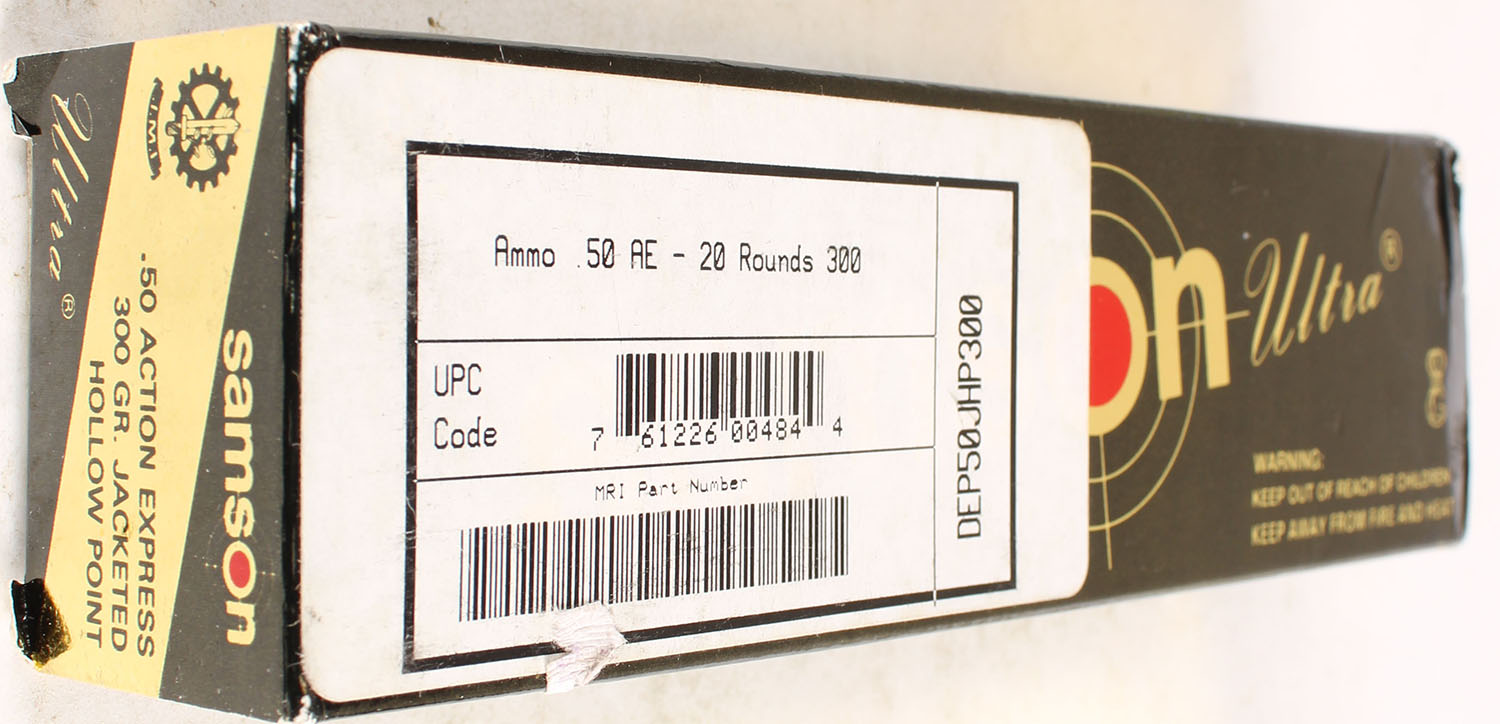 Ultra ®
I.M.I.
.50 ACTION EXPRESS
300 GR. JACKETED
HOLLOW POINT
samson
Ammo .50 AE - 20 Rounds 300
UPC
Code
7 61226 00484 4
MRI Part Number
DEP50JHP300
on
Ultra ®
WARNING:
KEEP OUT OF REACH OF CHILDREN
KEEP AWAY FROM FIRE AND HEAT